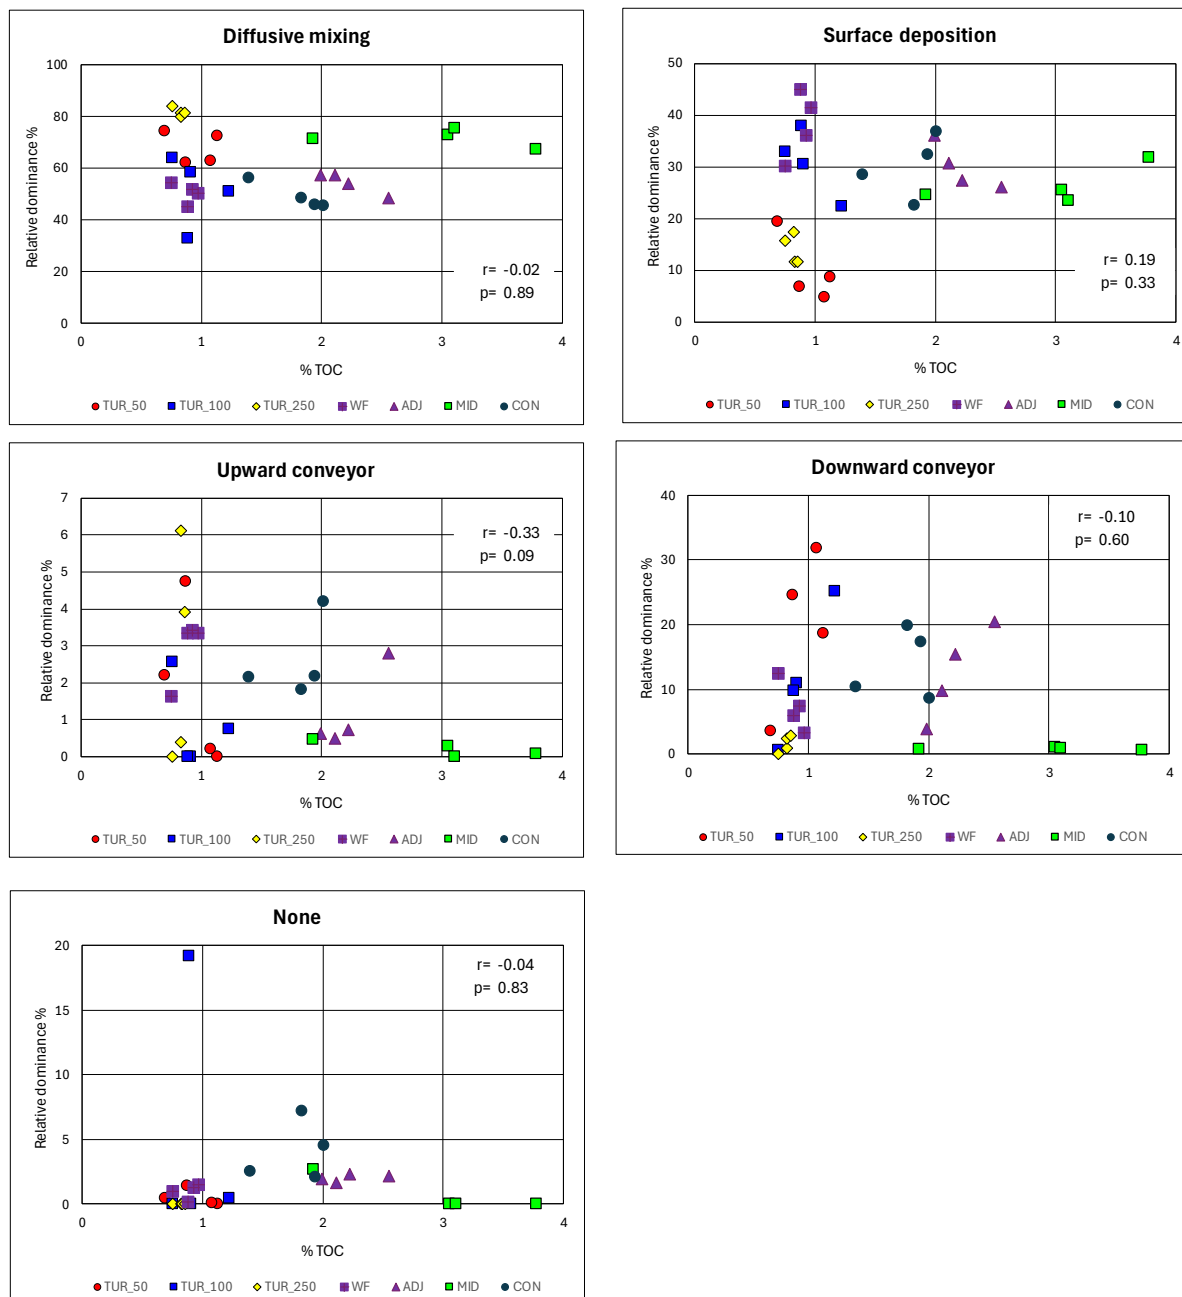 Diffusive mixing
Relative dominance %
100
80
60
40
20
0
0 1 2 3 4
% TOC
r= -0.02
p= 0.89
TUR_50 TUR_100 TUR_250 WF ADJ MID CON
Surface deposition
Relative dominance %
50
40
30
20
10
0
0 1 2 3 4
% TOC
r= 0.19
p= 0.33
TUR_50 TUR_100 TUR_250 WF ADJ MID CON
Upward conveyor
Relative dominance %
7
6
5
4
3
2
1
0
0 1 2 3 4
% TOC
r= -0.33
p= 0.09
TUR_50 TUR_100 TUR_250 WF ADJ MID CON
Downward conveyor
Relative dominance %
40
30
20
10
0
0 1 2 3 4
% TOC
r= -0.10
p= 0.60
TUR_50 TUR_100 TUR_250 WF ADJ MID CON
None
Relative dominance %
20
15
10
5
0
0 1 2 3 4
% TOC
r= -0.04
p= 0.83
TUR_50 TUR_100 TUR_250 WF ADJ MID CON